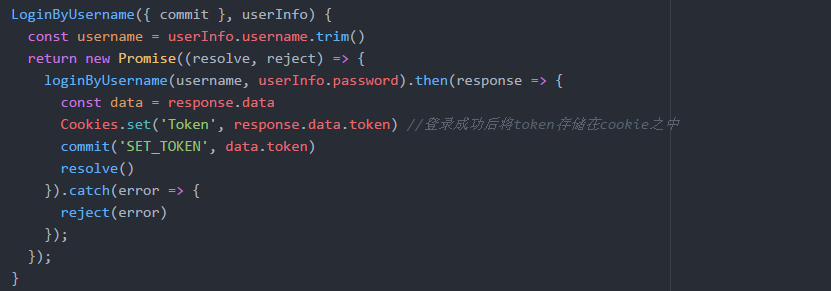 LoginByUsername({ commit }, userInfo) {
  const username = userInfo.username.trim()
  return new Promise((resolve, reject) => {
    loginByUsername(username, userInfo.password).then(response => {
      const data = response.data
      Cookies.set('Token', response.data.token) //登录成功后将token存储在cookie之中
      commit('SET_TOKEN', data.token)
      resolve()
    }).catch(error => {
      reject(error)
    });
  });
}